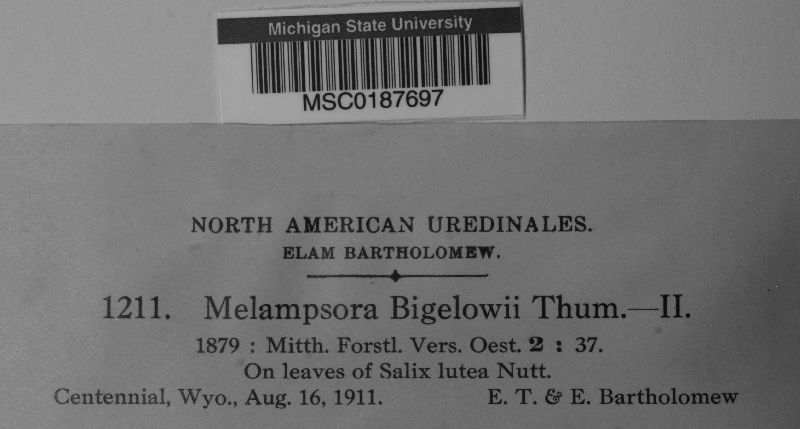 Michigan State University
MSC0187697
NORTH AMERICAN UREDINALES.
ELAM BARTHOLOMEW.
1211. Melampsora Bigelowii Thum.—II.
1879 : Mitth. Forstl. Vers. Oest. 2 : 37.
On leaves of Salix lutea Nutt.
Centennial, Wyo., Aug. 16, 1911. E. T. & E. Bartholomew